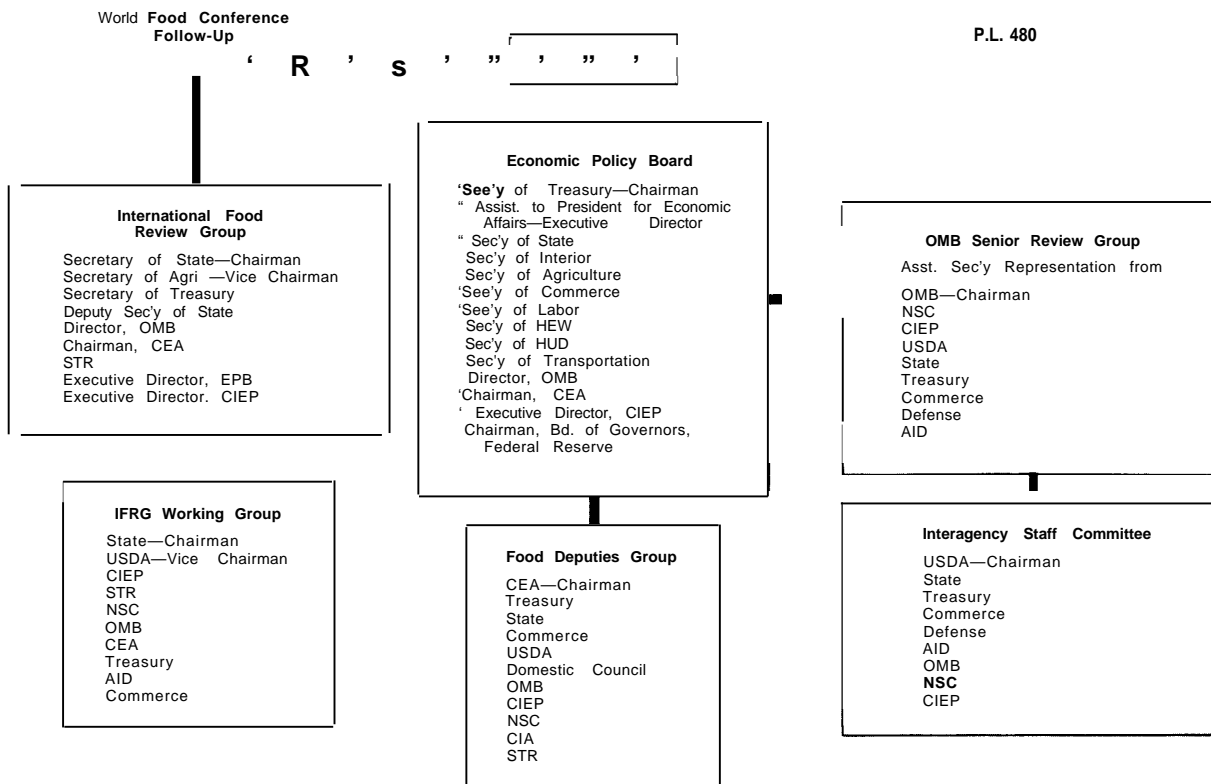 World Food Conference
Follow-Up
‘ R ’ s ’ ” ’ ” ’
P.L. 480
International Food
Review Group
Secretary of State—Chairman
Secretary of Agri —Vice Chairman
Secretary of Treasury
Deputy Sec’y of State
Director, OMB
Chairman, CEA
STR
Executive Director, EPB
Executive Director. CIEP
IFRG Working Group
State—Chairman
USDA—Vice Chairman
CIEP
STR
NSC
OMB
CEA
Treasury
AID
Commerce
Economic Policy Board
‘See’y of Treasury—Chairman
“ Assist. to President for Economic
Affairs—Executive Director
“ Sec’y of State
Sec’y of Interior
Sec’y of Agriculture
‘See’y of Commerce
‘See’y of Labor
Sec’y of HEW
Sec’y of HUD
Sec’y of Transportation
Director, OMB
‘Chairman, CEA
‘ Executive Director, CIEP
Chairman, Bd. of Governors,
Federal Reserve
Food Deputies Group
CEA—Chairman
Treasury
State
Commerce
USDA
Domestic Council
OMB
CIEP
NSC
CIA
STR
OMB Senior Review Group
Asst. Sec’y Representation from
OMB—Chairman
NSC
CIEP
USDA
State
Treasury
Commerce
Defense
AID
Interagency Staff Committee
USDA—Chairman
State
Treasury
Commerce
Defense
AID
OMB
NSC
CIEP